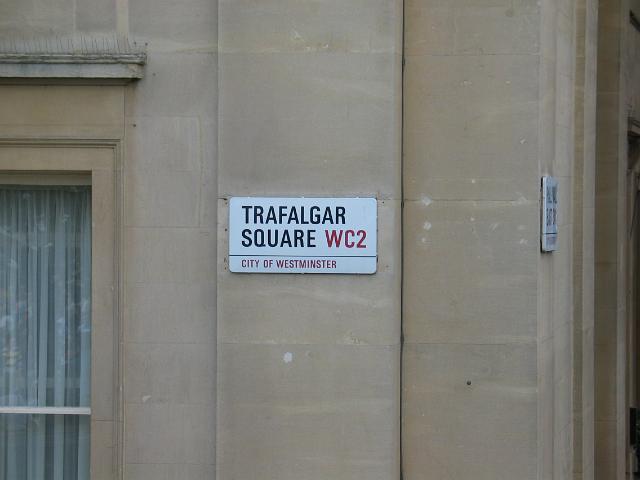 TRAFALGAR
SQUARE WC2
CITY OF WESTMINSTER